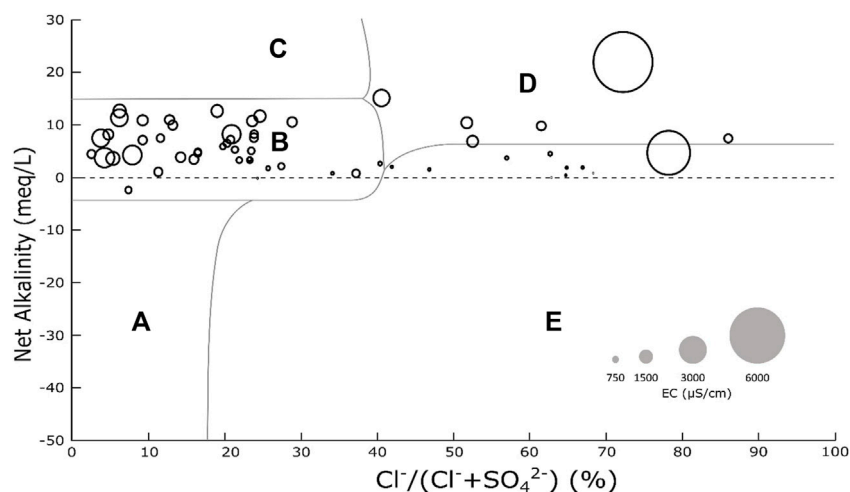 30
20
10
0
-10
-20
-30
-40
-50
Net Alkalinity (meq/L)
C
D
B
A
E
750 1500 3000 6000
EC (µS/cm)
0 10 20 30 40 50 60 70 80 90 100
Cl⁻/(Cl⁻+SO₄²⁻) (%)